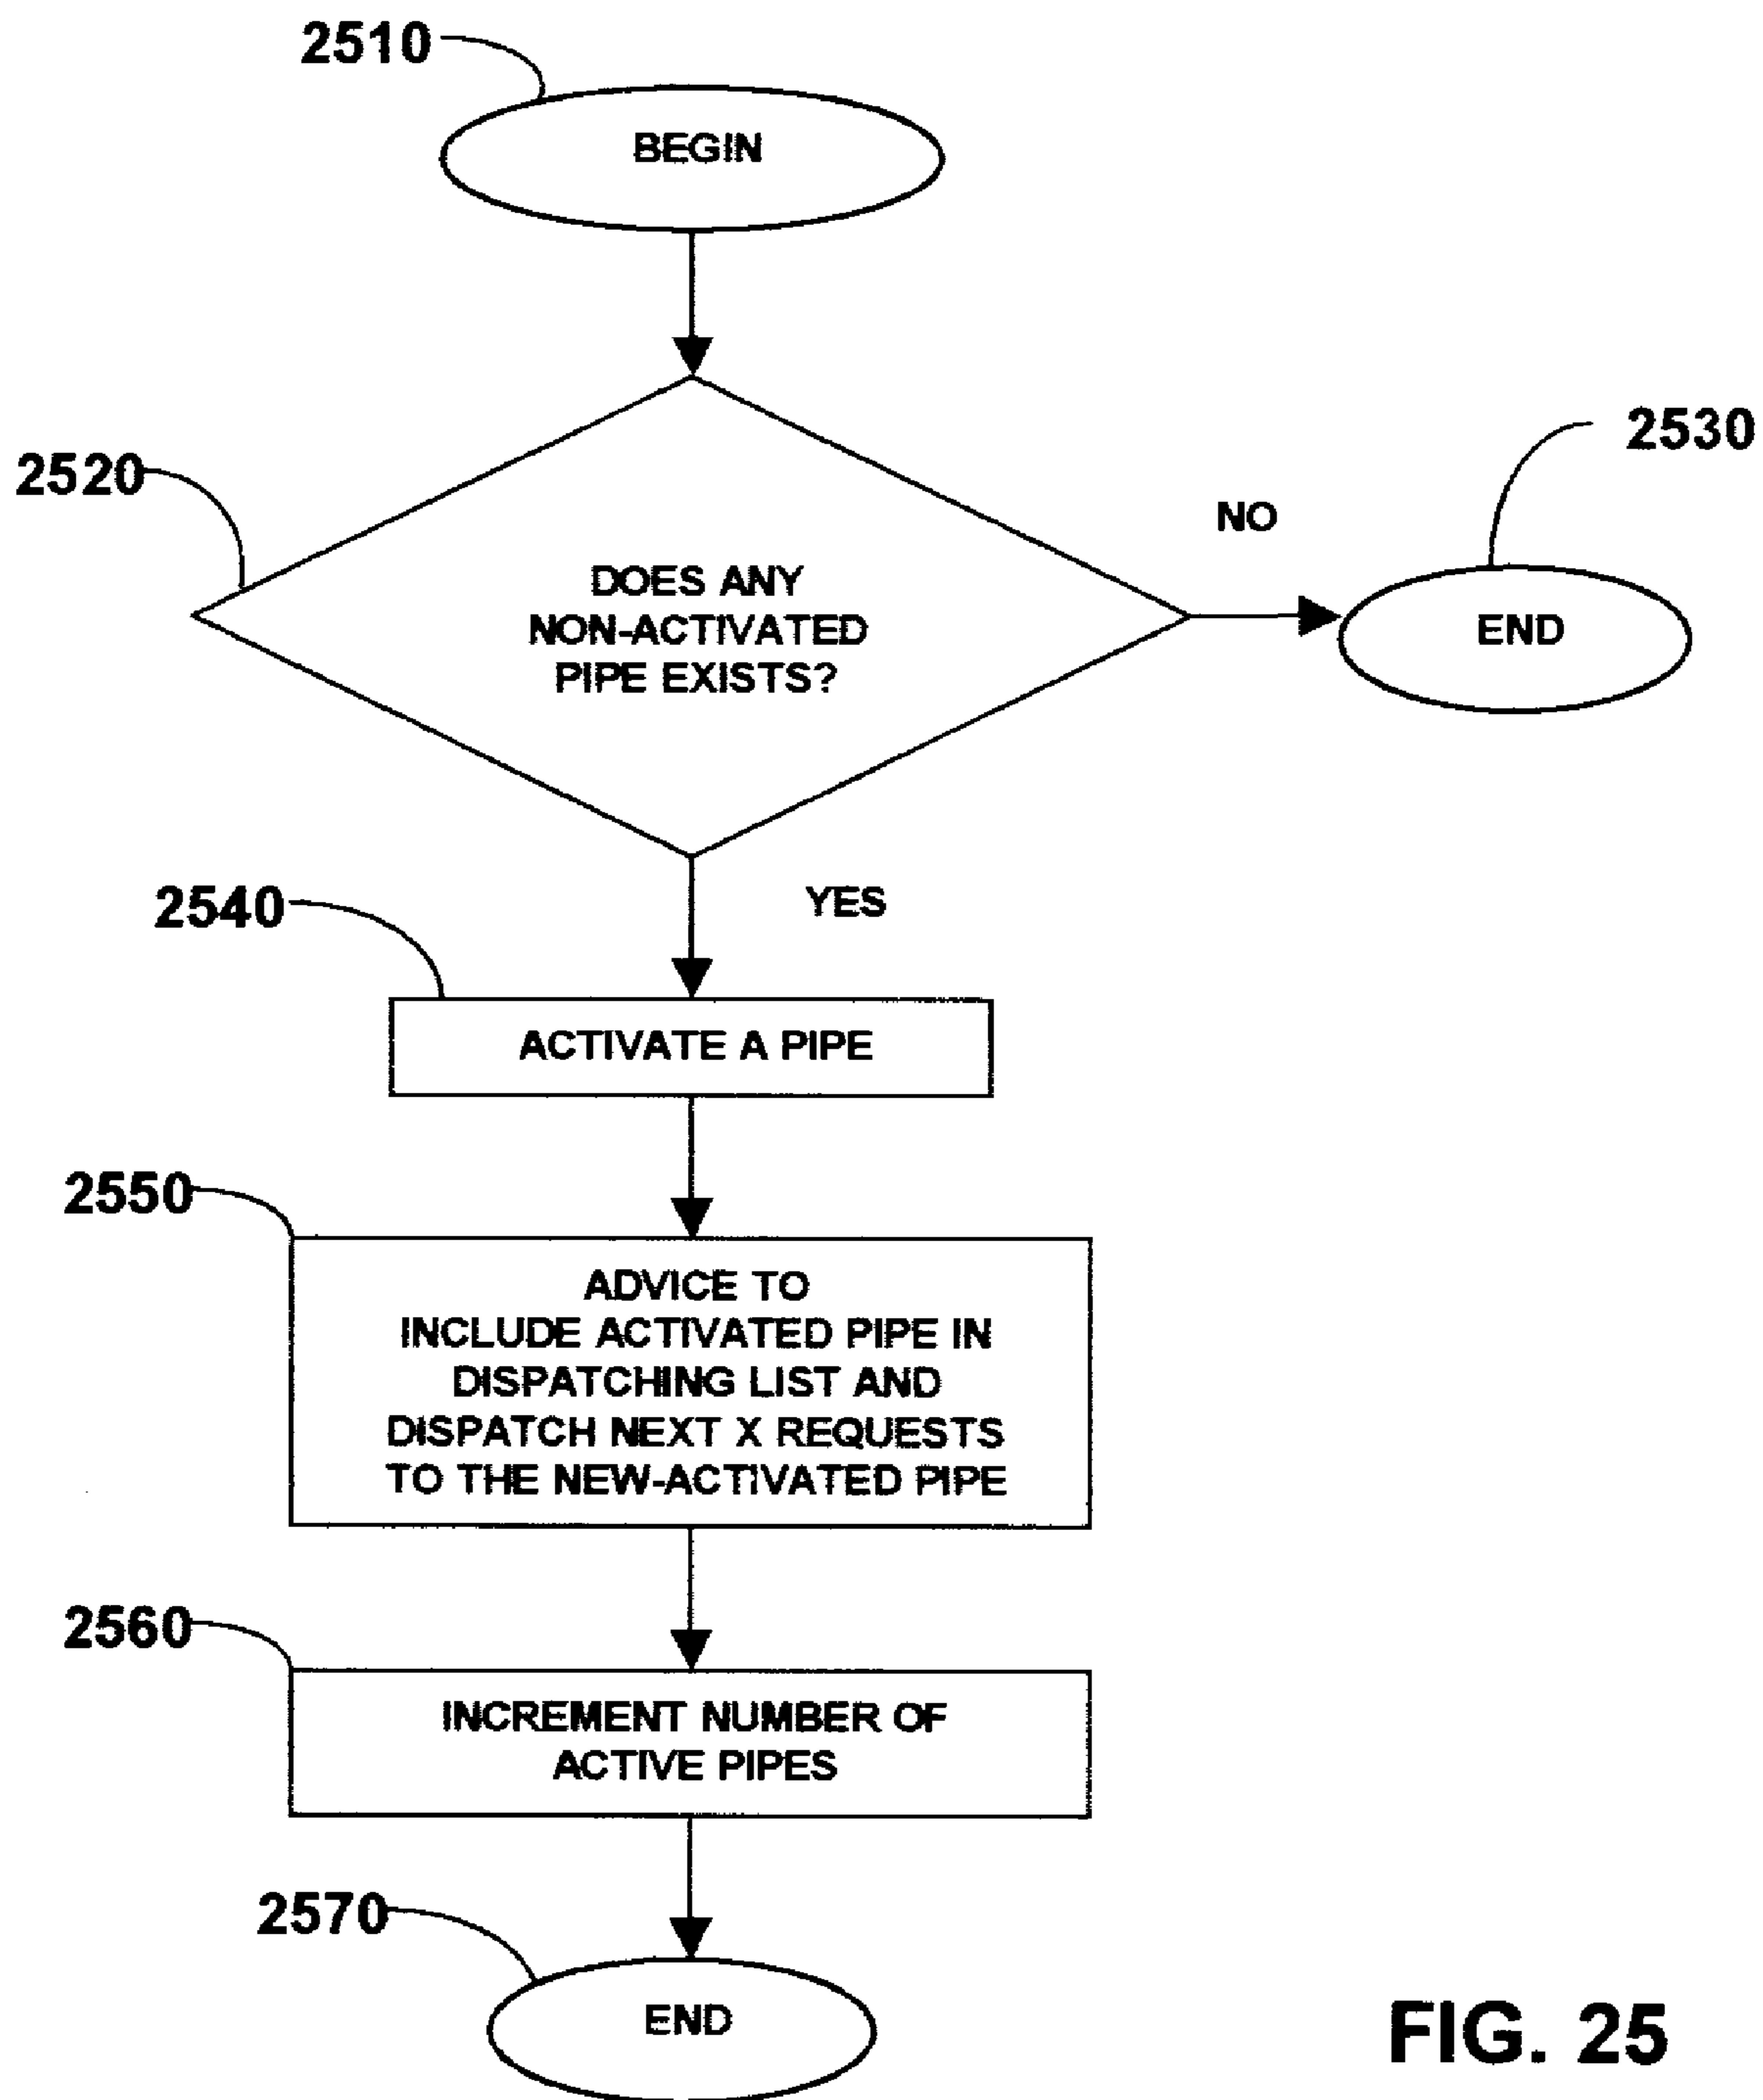 2510
BEGIN
2520
DOES ANY
NON-ACTIVATED
PIPE EXISTS?
NO
2530
END
YES
2540
ACTIVATE A PIPE
2550
ADVICE TO
INCLUDE ACTIVATED PIPE IN
DISPATCHING LIST AND
DISPATCH NEXT X REQUESTS
TO THE NEW-ACTIVATED PIPE
2560
INCREMENT NUMBER OF
ACTIVE PIPES
2570
END
FIG. 25